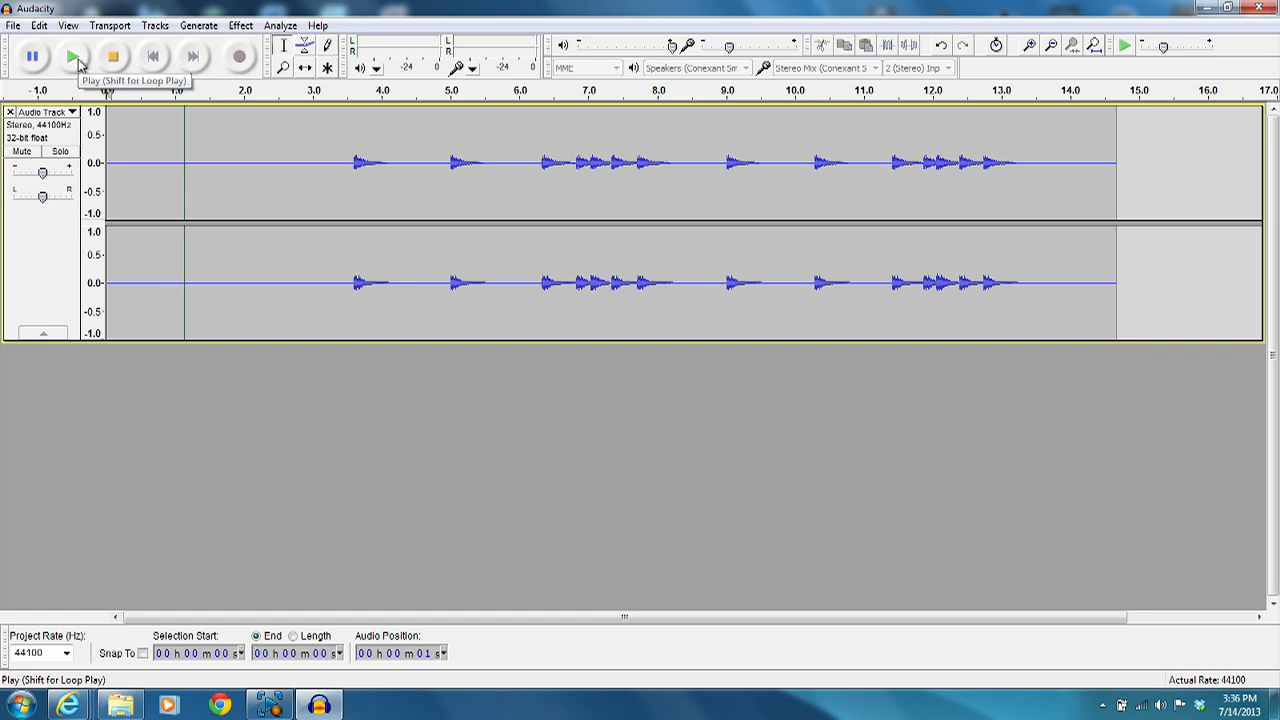 Audacity
File Edit View Transport Tracks Generate Effect Analyze Help
L R -24 0 L R -24 0
MME Speakers (Conexant Sm Stereo Mix (Conexant S 2 (Stereo) Inp
Play (Shift for Loop Play)
-1.0 0.0 1.0 2.0 3.0 4.0 5.0 6.0 7.0 8.0 9.0 10.0 11.0 12.0 13.0 14.0 15.0 16.0 17.0
Audio Track
Stereo, 44100Hz
32-bit float
Mute Solo
- +
L R
1.0
0.5-
0.0-
-0.5-
-1.0
1.0
0.5-
0.0-
-0.5-
-1.0
Project Rate (Hz): Selection Start: End Length Audio Position:
44100 Snap To 00 h 00 m 00 s 00 h 00 m 00 s 00 h 00 m 01 s
Play (Shift for Loop Play) Actual Rate: 44100
3:36 PM
7/14/2013